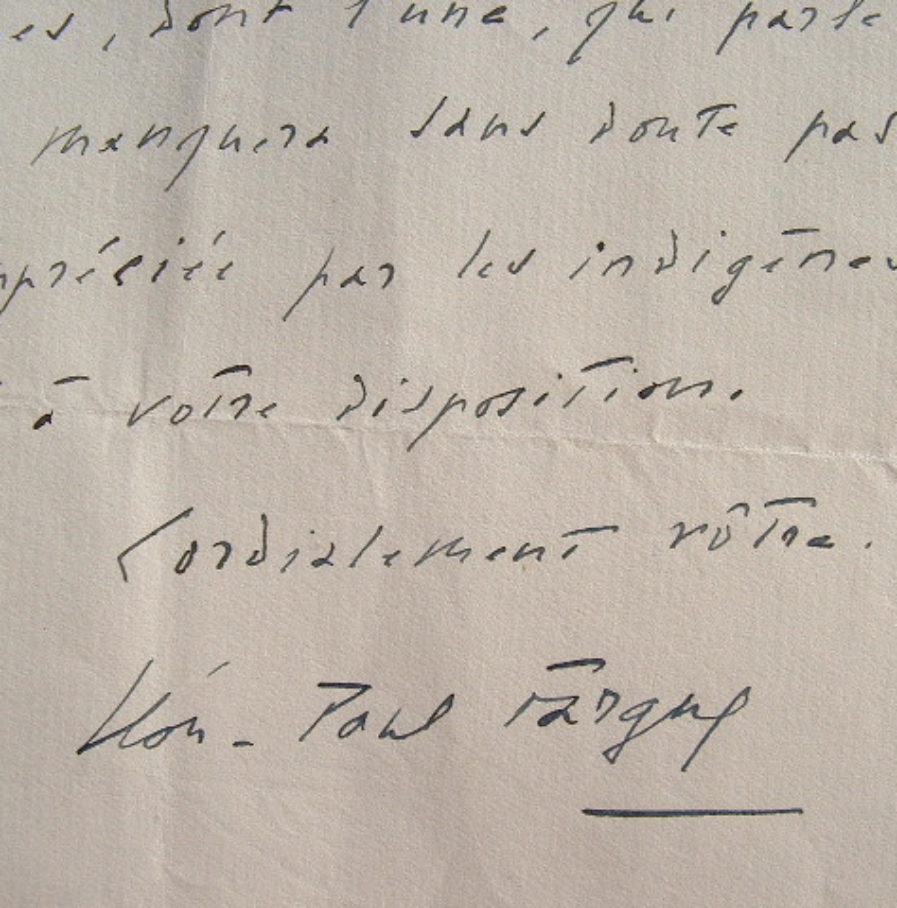 es, dont l'une, qui parle
manquera sans doute pas
ppréciée par les indigènes
à votre disposition.
Cordialement vôtre.
Léon-Paul Fargue